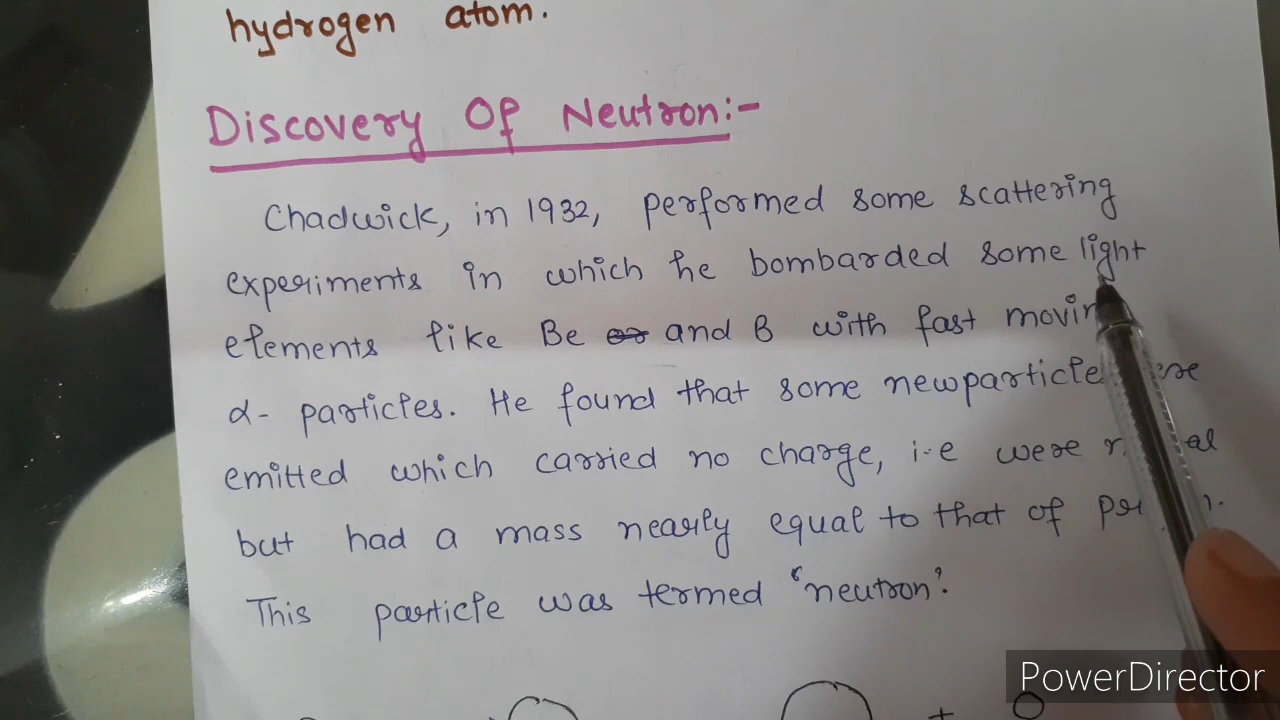 hydrogen atom.
Discovery Of Neutron:-
Chadwick, in 1932, performed some scattering
experiments in which he bombarded some light
elements like Be and B with fast movin
α- particles. He found that some newparticle
emitted which carried no charge, i.e were
but had a mass nearly equal to that of
This particle was termed 'neutron'.
+
PowerDirector